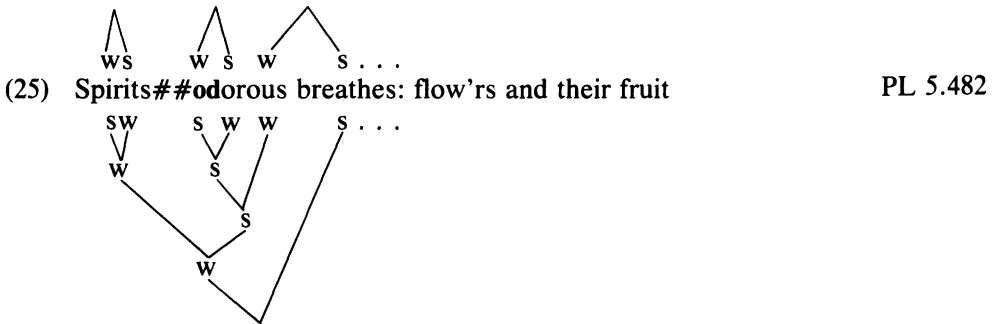 w s w s w s . . .
(25) Spirits##odorous breathes: flow'rs and their fruit PL 5.482
s w s w w s . . .
w s
s
w